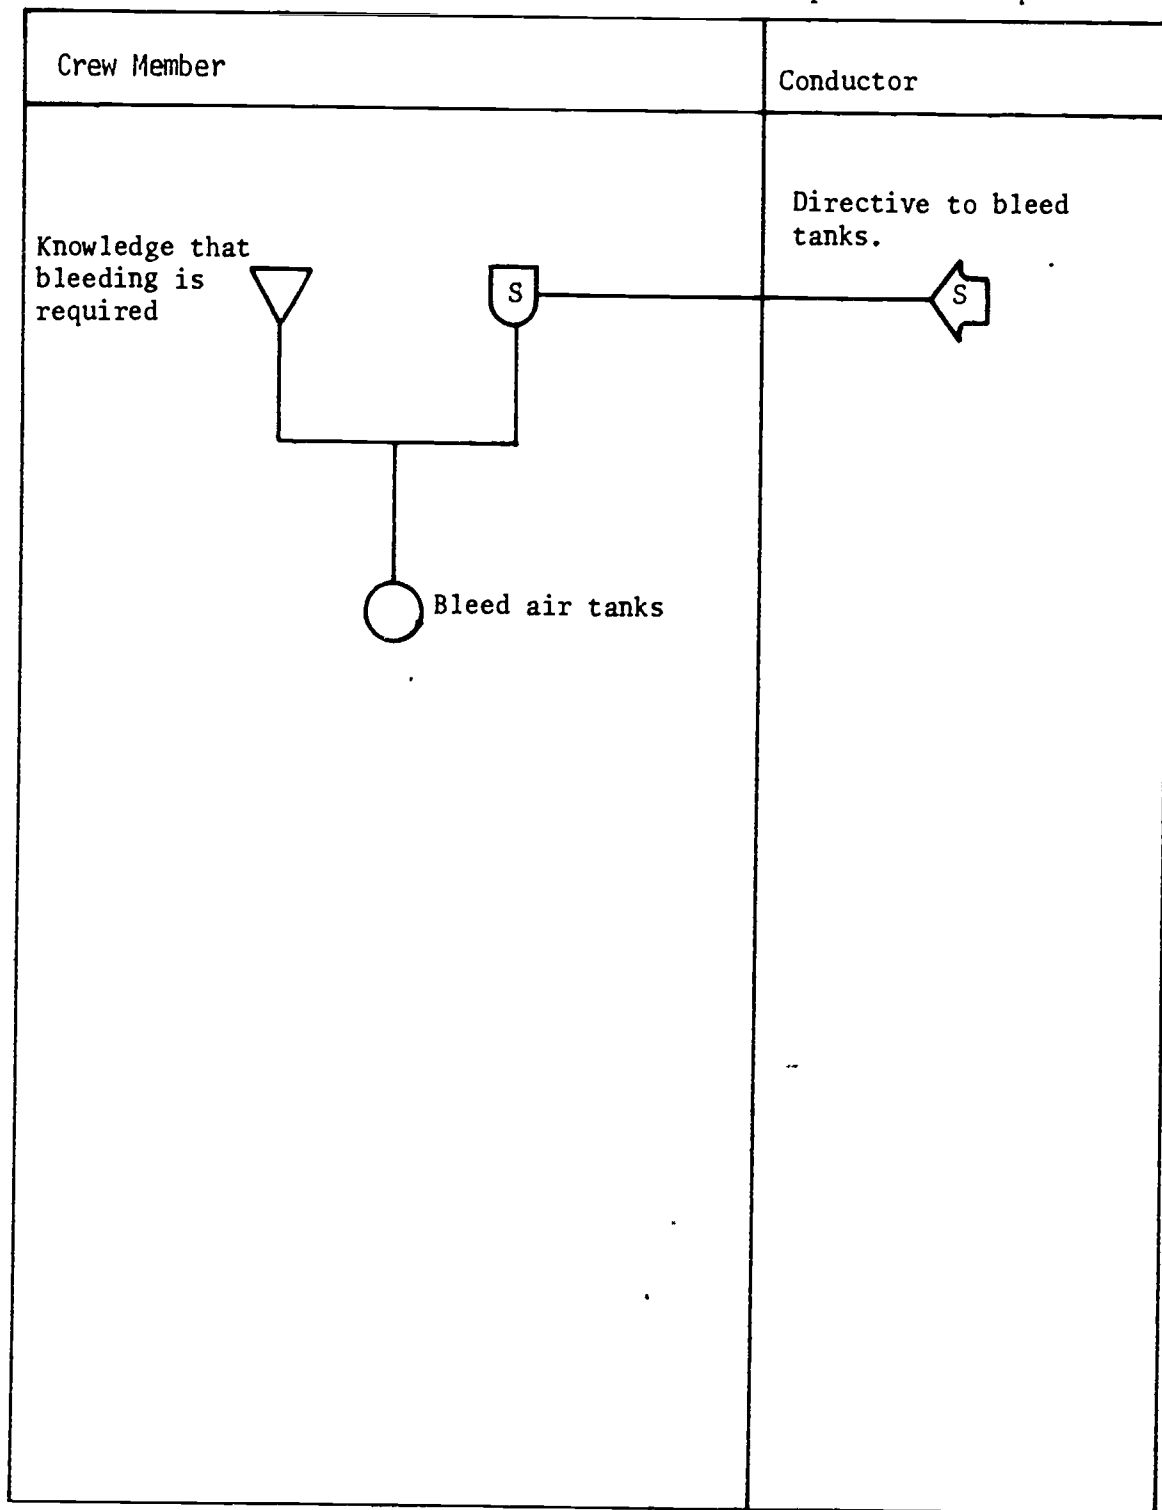 Crew Member
Conductor
Directive to bleed
tanks.
Knowledge that
bleeding is
required
S
S
Bleed air tanks